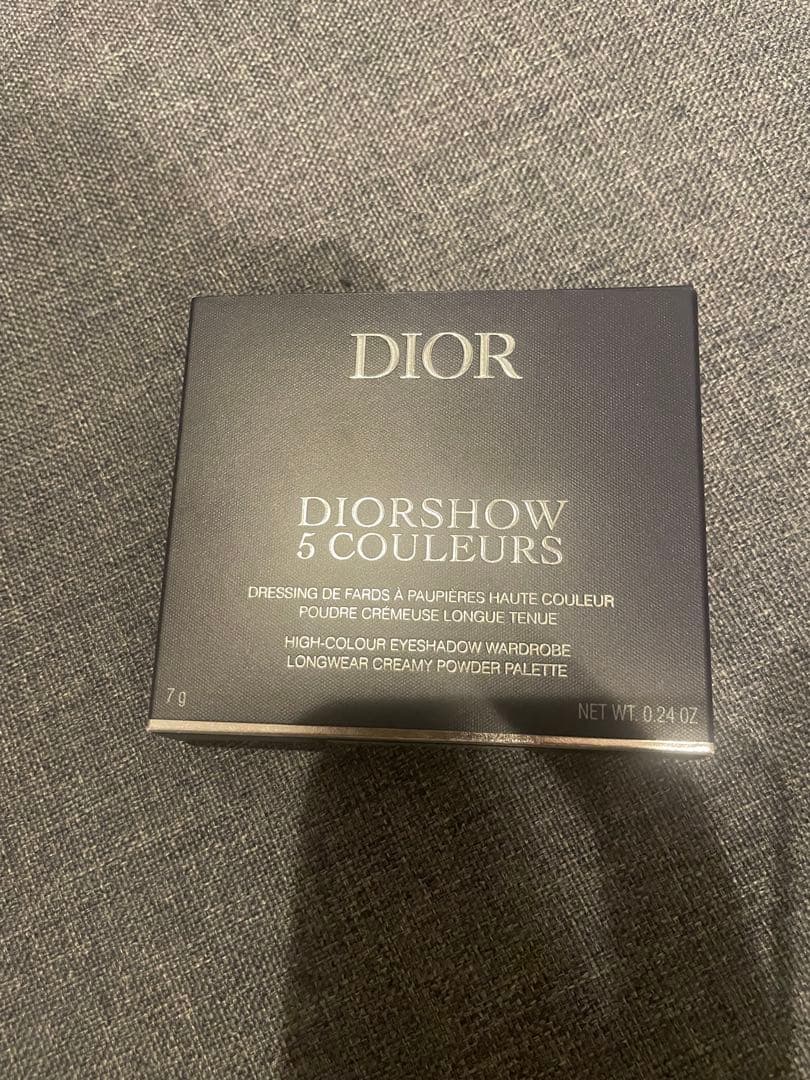 DIOR
DIORSHOW
5 COULEURS
DRESSING DE FARDS À PAUPIÈRES HAUTE COULEUR
POUDRE CRÉMEUSE LONGUE TENUE
HIGH-COLOUR EYESHADOW WARDROBE
LONGWEAR CREAMY POWDER PALETTE
7 g
NET WT. 0.24 OZ